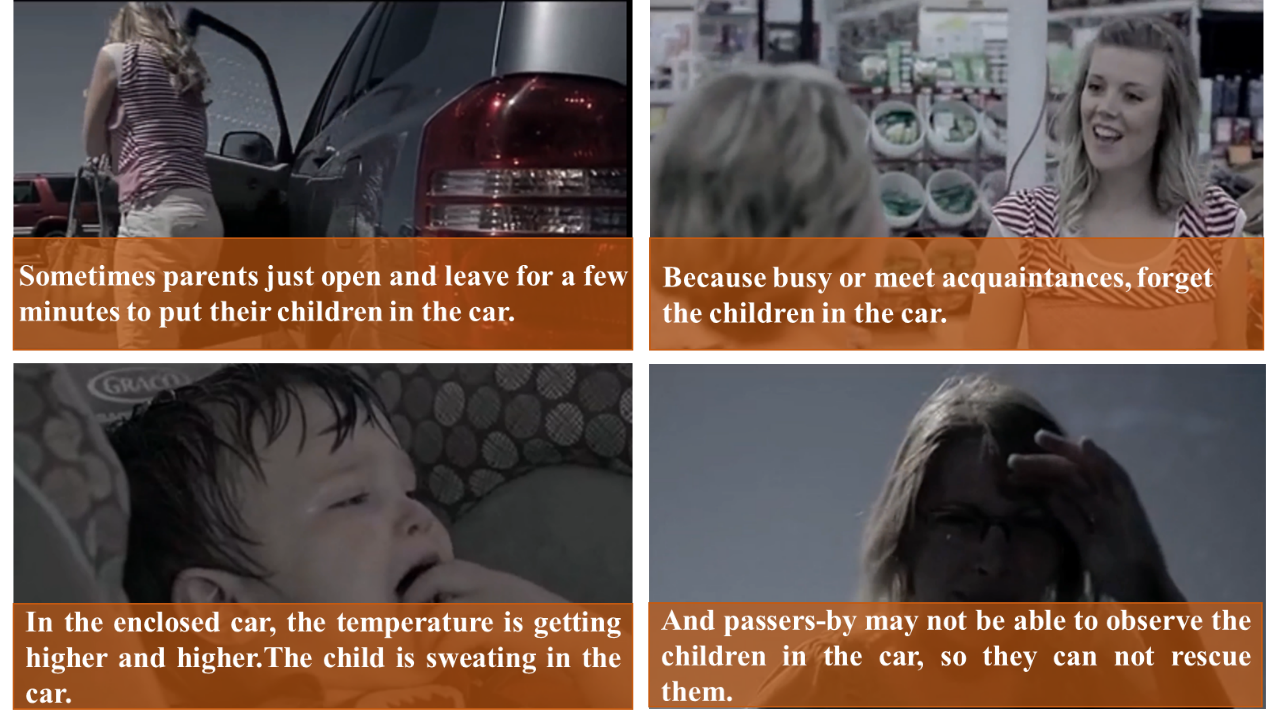 Sometimes parents just open and leave for a few
minutes to put their children in the car.
Because busy or meet acquaintances, forget
the children in the car.
GRACO
In the enclosed car, the temperature is getting
higher and higher.The child is sweating in the
car.
And passers-by may not be able to observe the
children in the car, so they can not rescue
them.